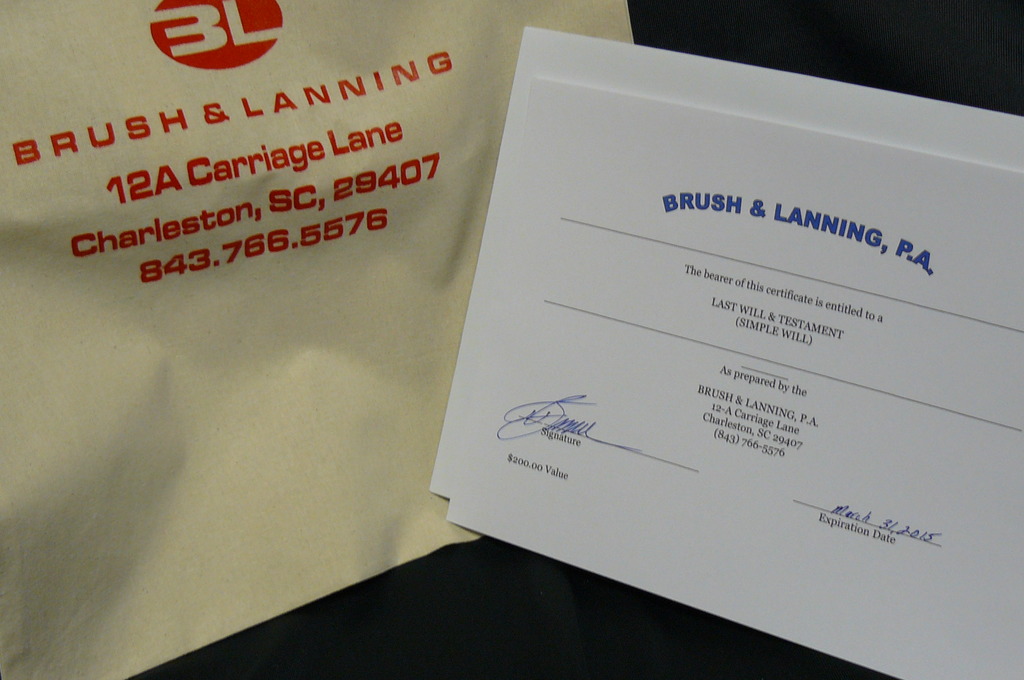 BL
BRUSH & LANNING
12A Carriage Lane
Charleston, SC, 29407
843.766.5576
BRUSH & LANNING, P.A.
The bearer of this certificate is entitled to a
LAST WILL & TESTAMENT
(SIMPLE WILL)
As prepared by the
BRUSH & LANNING, P.A.
12-A Carriage Lane
Charleston, SC 29407
(843) 766-5576
Signature
$200.00 Value
March 31, 2015
Expiration Date